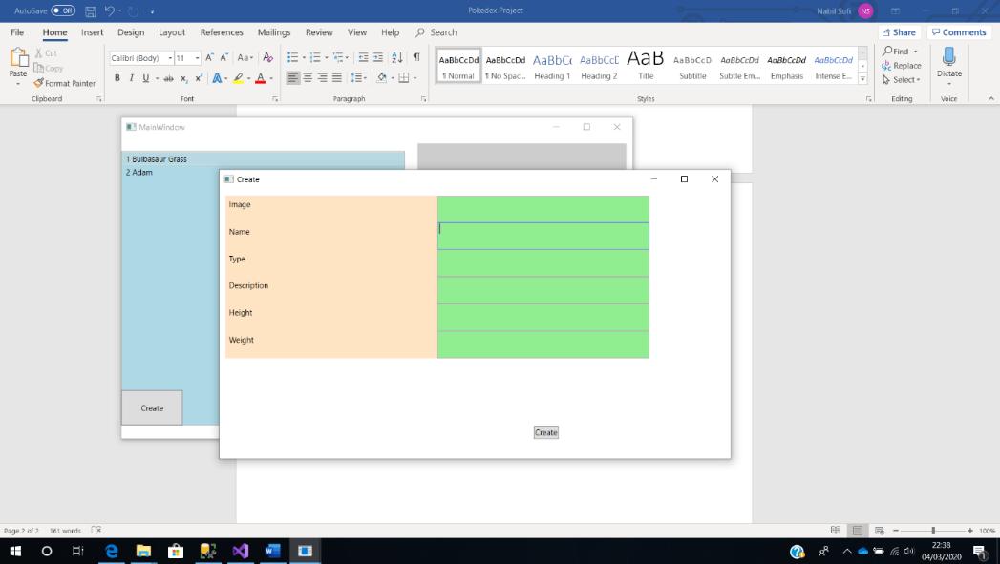 AutoSave Off
Pokedex Project
Nabil Sufi NS
File Home Insert Design Layout References Mailings Review View Help Search
Share Comments
Paste
Cut
Copy
Format Painter
Clipboard
Calibri (Body) 11
Font
Paragraph
AaBbCcDd AaBbCcDd AaBbCc AaBbCcC AaB AaBbCcD AaBbCcDd AaBbCcDd AaBbCcDd
¶ Normal ¶ No Spac... Heading 1 Heading 2 Title Subtitle Subtle Em... Emphasis Intense E...
Styles
Find
Replace
Select
Editing
Dictate
Voice
MainWindow
1 Bulbasaur Grass
2 Adam
Create
Create
Image
Name
Type
Description
Height
Weight
Create
Page 2 of 2 161 words
100%
22:38
04/03/2020
1